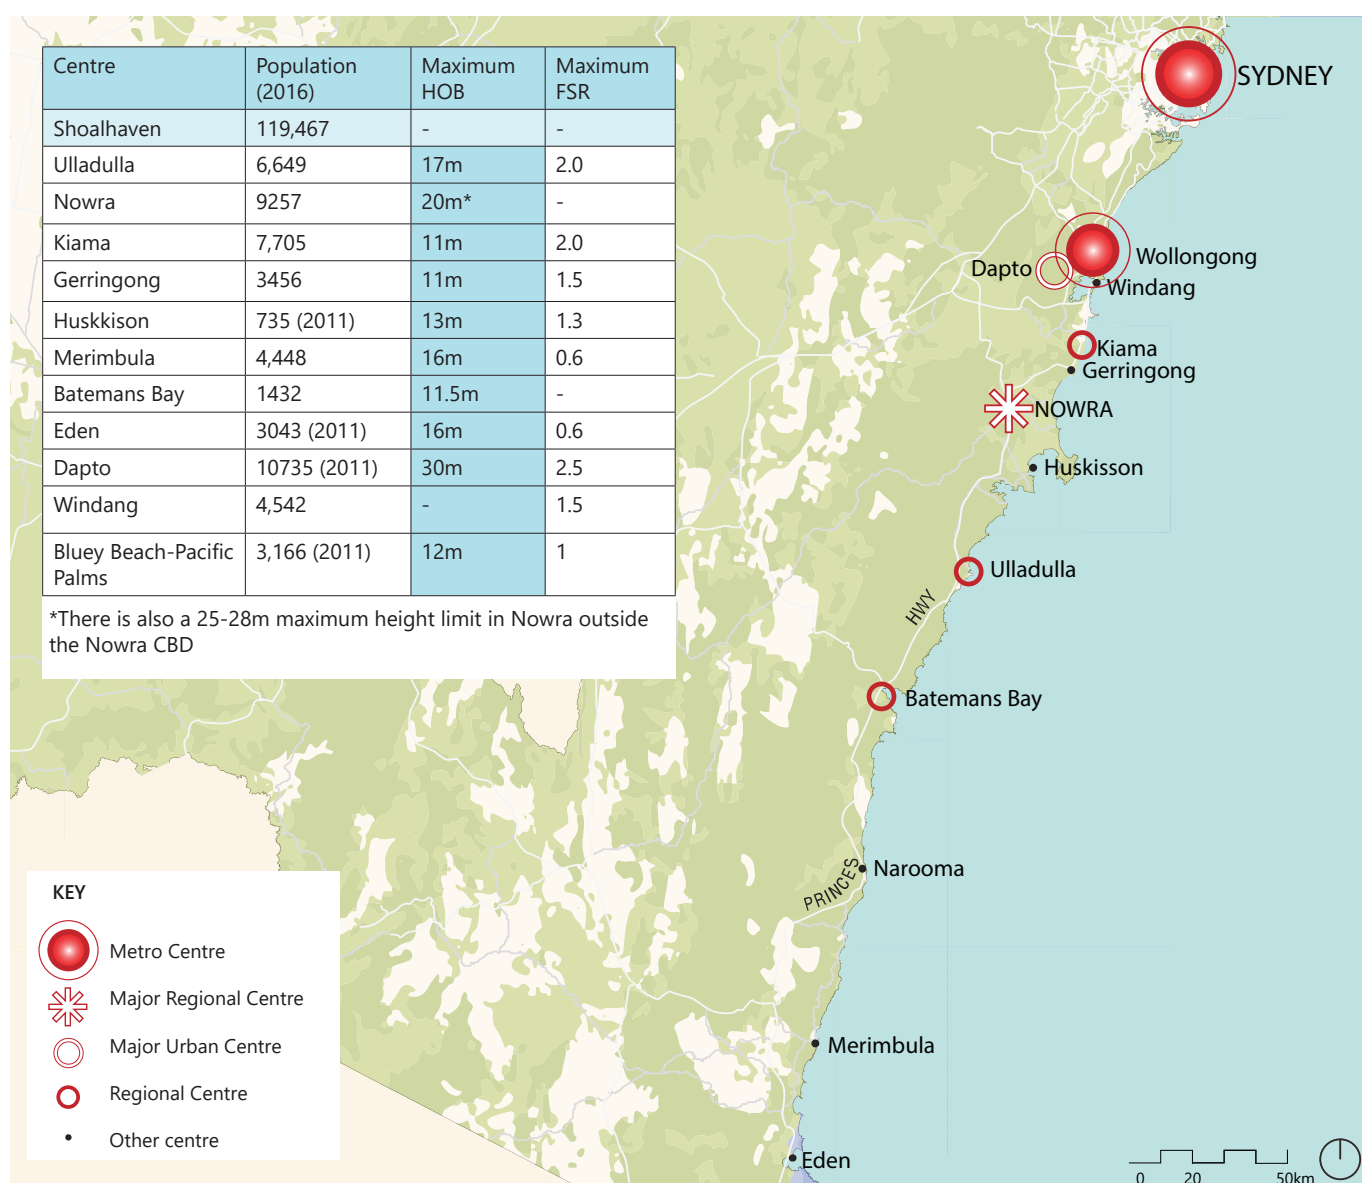 Centre Population (2016) Maximum HOB Maximum FSR
Shoalhaven 119,467 - -
Ulladulla 6,649 17m 2.0
Nowra 9257 20m* -
Kiama 7,705 11m 2.0
Gerringong 3456 11m 1.5
Huskkison 735 (2011) 13m 1.3
Merimbula 4,448 16m 0.6
Batemans Bay 1432 11.5m -
Eden 3043 (2011) 16m 0.6
Dapto 10735 (2011) 30m 2.5
Windang 4,542 - 1.5
Bluey Beach-Pacific Palms 3,166 (2011) 12m 1
*There is also a 25-28m maximum height limit in Nowra outside
the Nowra CBD
SYDNEY
Wollongong
Dapto
Windang
Kiama
Gerringong
NOWRA
Huskisson
Ulladulla
HWY
Batemans Bay
Narooma
PRINCES
Merimbula
Eden
KEY
Metro Centre
Major Regional Centre
Major Urban Centre
Regional Centre
Other centre
0 20 50km